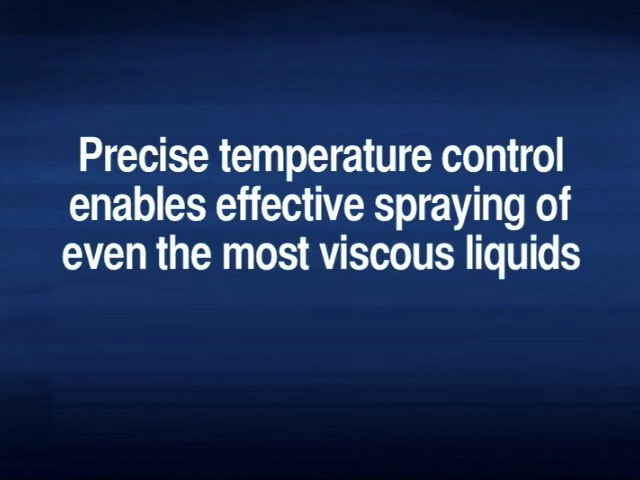 Precise temperature control
enables effective spraying of
even the most viscous liquids